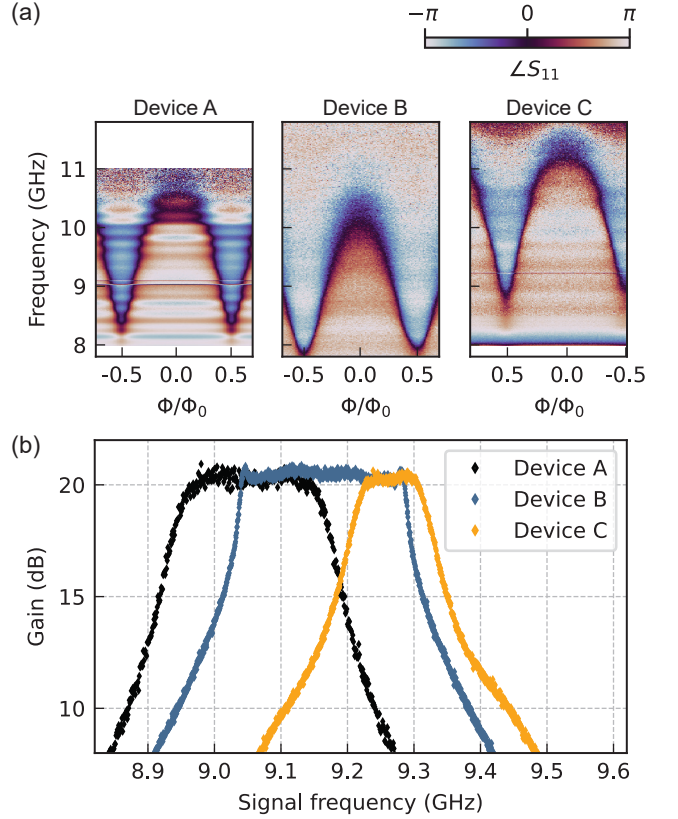 (a)
−π 0 π
∠S₁₁
Device A Device B Device C
11
10
9
8
Frequency (GHz)
-0.5 0.0 0.5 -0.5 0.0 0.5 0.5 0.0 -0.5
Φ/Φ₀ Φ/Φ₀ Φ/Φ₀
(b)
20
15
10
Gain (dB)
Device A
Device B
Device C
8.9 9.0 9.1 9.2 9.3 9.4 9.5 9.6
Signal frequency (GHz)